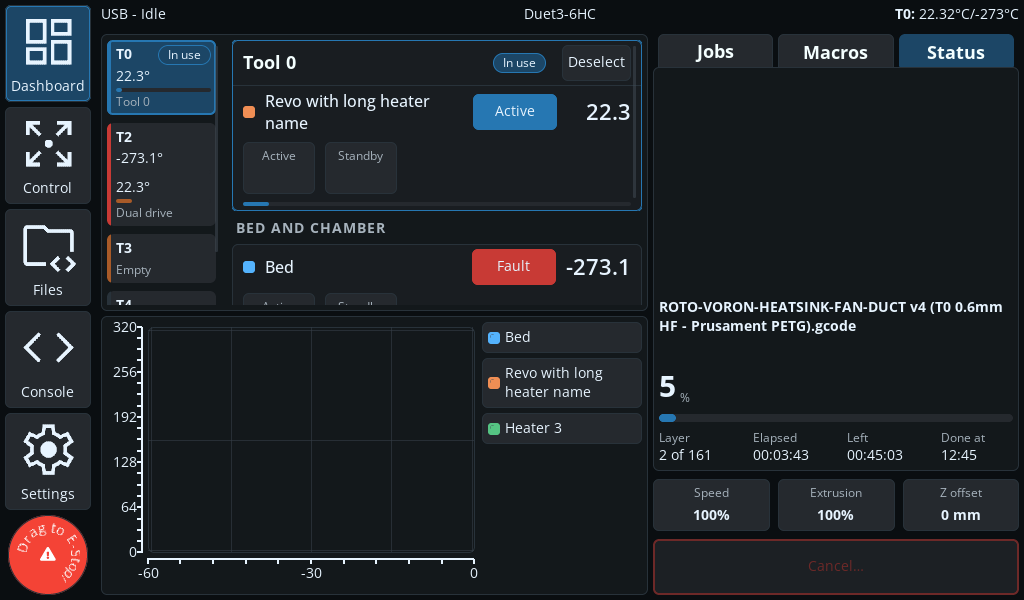 USB - Idle
Duet3-6HC
T0: 22.32°C/-273°C
Dashboard
Control
Files
Console
Settings
Drag to E-Stop!
T0
In use
22.3°
Tool 0
T2
-273.1°
22.3°
Dual drive
T3
Empty
T4
Tool 0
In use
Deselect
Revo with long heater
name
Active
22.3
Active
Standby
BED AND CHAMBER
Bed
Fault
-273.1
Active
Standby
320
256
192
128
64
0
-60
-30
0
Bed
Revo with long
heater name
Heater 3
Jobs
Macros
Status
ROTO-VORON-HEATSINK-FAN-DUCT v4 (T0 0.6mm
HF - Prusament PETG).gcode
5 %
Layer
Elapsed
Left
Done at
2 of 161
00:03:43
00:45:03
12:45
Speed
Extrusion
Z offset
100%
100%
0 mm
Cancel...